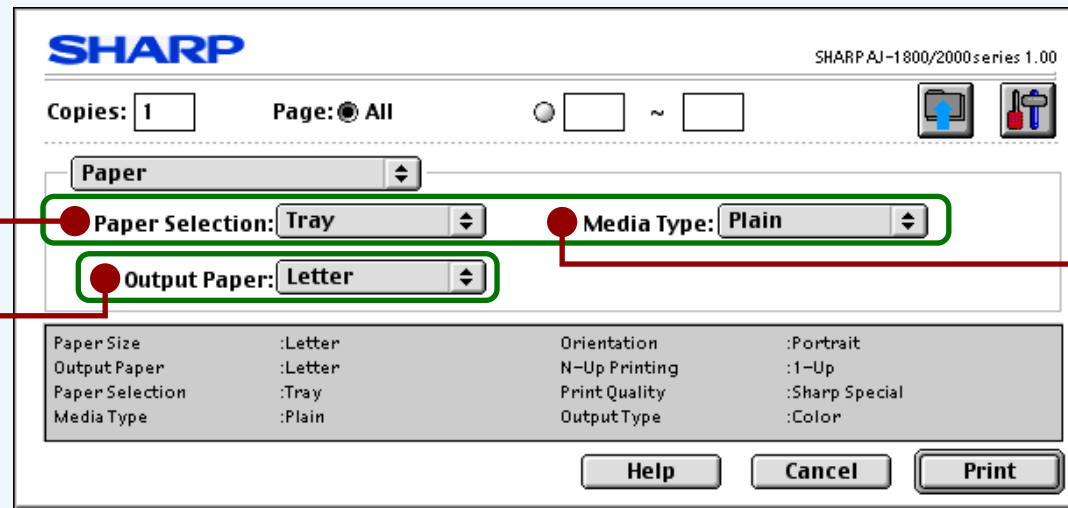 SHARP
SHARP AJ-1800/2000series 1.00
Copies: 1 Page: All ~
Paper
Paper Selection: Tray Media Type: Plain
Output Paper: Letter
Paper Size :Letter Orientation :Portrait
Output Paper :Letter N-Up Printing :1-Up
Paper Selection :Tray Print Quality :Sharp Special
Media Type :Plain Output Type :Color
Help Cancel Print